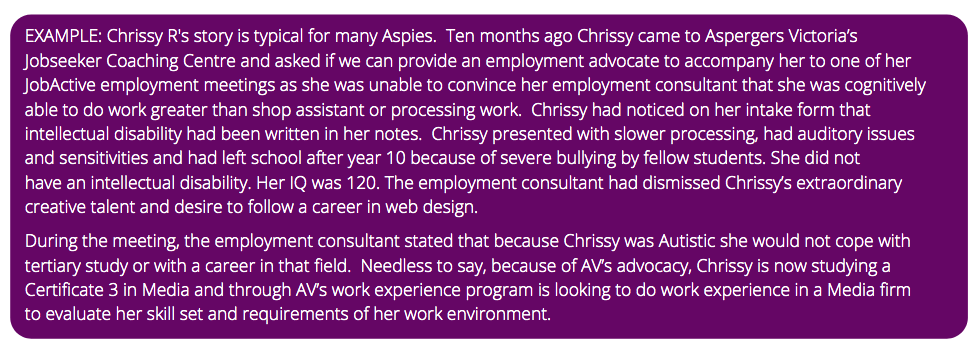 EXAMPLE: Chrissy R's story is typical for many Aspies.  Ten months ago Chrissy came to Aspergers Victoria's
Jobseeker Coaching Centre and asked if we can provide an employment advocate to accompany her to one of her
JobActive employment meetings as she was unable to convince her employment consultant that she was cognitively
able to do work greater than shop assistant or processing work.  Chrissy had noticed on her intake form that
intellectual disability had been written in her notes.  Chrissy presented with slower processing, had auditory issues
and sensitivities and had left school after year 10 because of severe bullying by fellow students. She did not
have an intellectual disability. Her IQ was 120. The employment consultant had dismissed Chrissy's extraordinary
creative talent and desire to follow a career in web design.
During the meeting, the employment consultant stated that because Chrissy was Autistic she would not cope with
tertiary study or with a career in that field.  Needless to say, because of AV's advocacy, Chrissy is now studying a
Certificate 3 in Media and through AV's work experience program is looking to do work experience in a Media firm
to evaluate her skill set and requirements of her work environment.